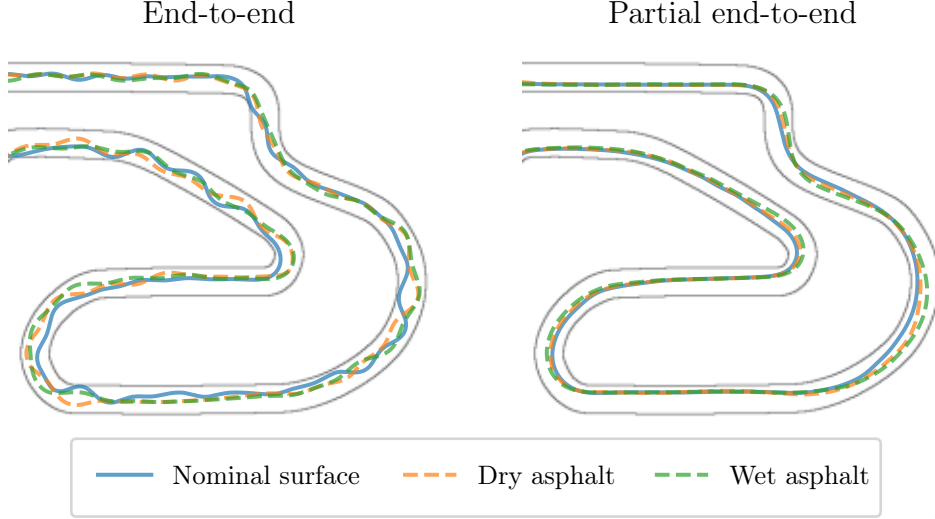 End-to-end
Partial end-to-end
Nominal surface
Dry asphalt
Wet asphalt